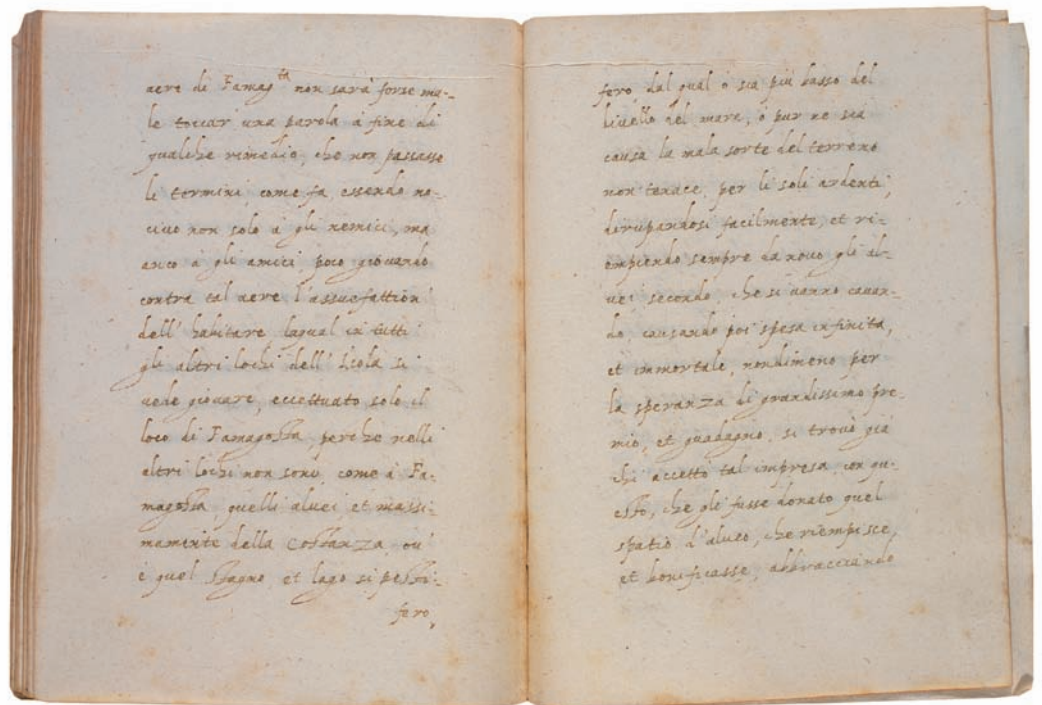 aere di Famag.ta non sarà forse ma-
le toccar una parola à fine di
qualche rimedio, che non passasse
li termini, come fa, essendo no-
civo non solo à gli nemici, ma
anco à gli amici, poco giovando
contra tal aere l'assuefattion
dell' habitare, laqual in tutti
gli altri lochi dell' Isola si
vede giovare, eccettuato solo il
loco di Famagosta, perche nelli
altri lochi non sono, come à Fa-
magosta quelli alvei et massi-
mamente della Costanza, ov'
è quel stagno, et lago si pesti-
fero,
fero, dal qual ò sia più basso del
livello del mare, ò pur ne sia
causa la mala sorte del terreno
non tenace, per li soli ardenti,
dirupandosi facilmente, et ri-
empiendo sempre da novo gli al-
vei secondo, che si vanno cavan-
do, causando poi spesa infinita,
et immortale, nondimeno per
la speranza di grandissimo pre-
mio, et guadagno, si trovò già
chi accettò tal impresa, con qu-
esto, che gli fusse donato quel
spatio d'alveo, che riempisce,
et bonificasse, abbracciando